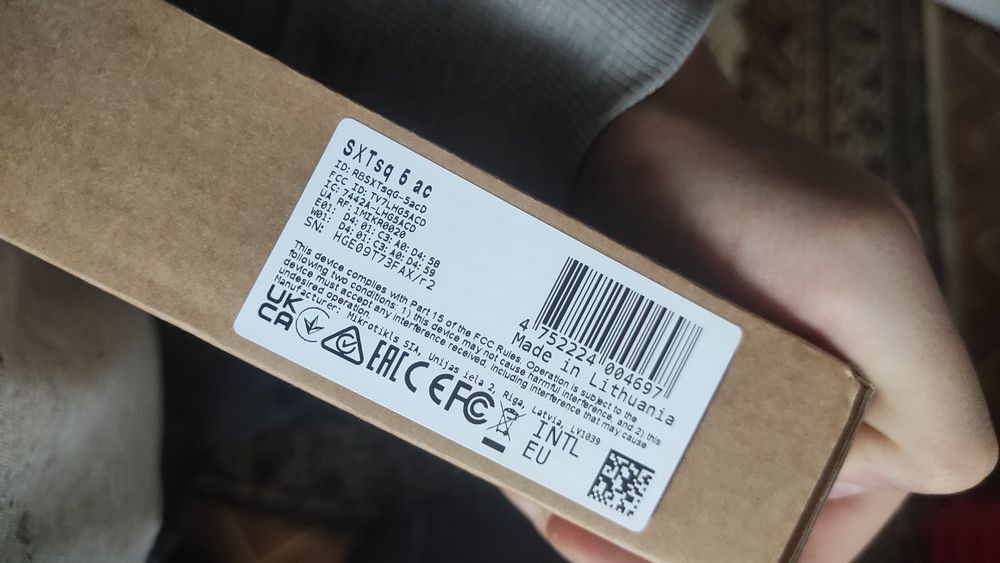 SXTsq 5 ac
ID: RBSXTsqG-5acD
FCC ID: TV7LHG5ACD
IC: 7442A-LHG5ACD
UA RF: 1MIKR0020
E01: D4:01:C3:A0:D4:58
W01: D4:01:C3:A0:D4:59
SN: HGE09T73FAX/r2
4 752224 004697
Made in Lithuania
This device complies with Part 15 of the FCC Rules. Operation is subject to the
following two conditions: 1) this device may not cause harmful interference, and 2) this
device must accept any interference received, including interference that may cause
undesired operation.
Manufacturer: Mikrotikls SIA, Unijas iela 2, Riga, Latvia, LV1039
UK
CA
EAC CE FC
INTL
EU